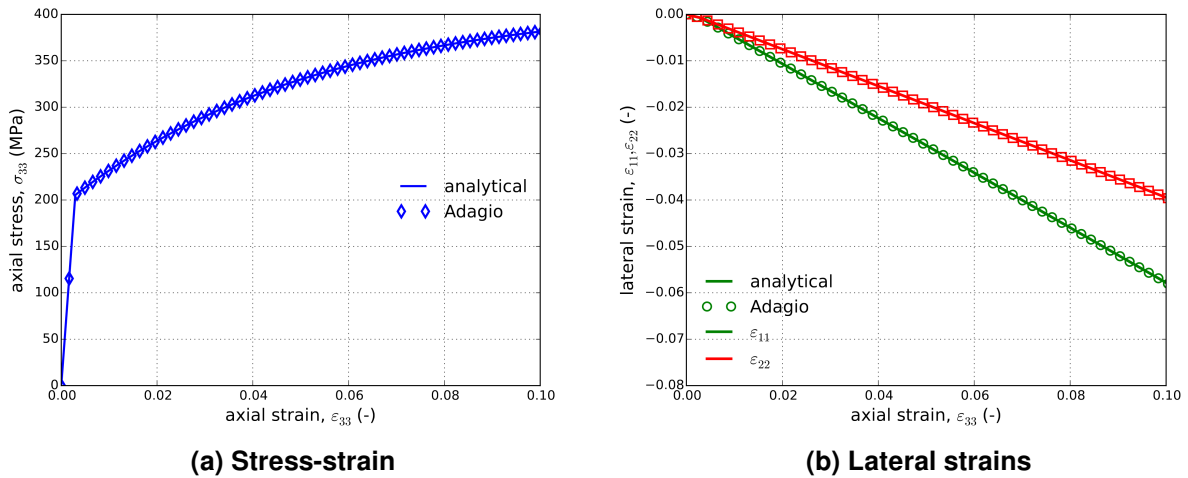 400
350
300
250
200
150
100
50
0
axial stress, σ33 (MPa)
analytical
Adagio
0.00 0.02 0.04 0.06 0.08 0.10
axial strain, ε33 (-)
(a) Stress-strain
0.00
−0.01
−0.02
−0.03
−0.04
−0.05
−0.06
−0.07
−0.08
lateral strain, ε11,ε22 (-)
analytical
Adagio
ε11
ε22
0.00 0.02 0.04 0.06 0.08 0.10
axial strain, ε33 (-)
(b) Lateral strains